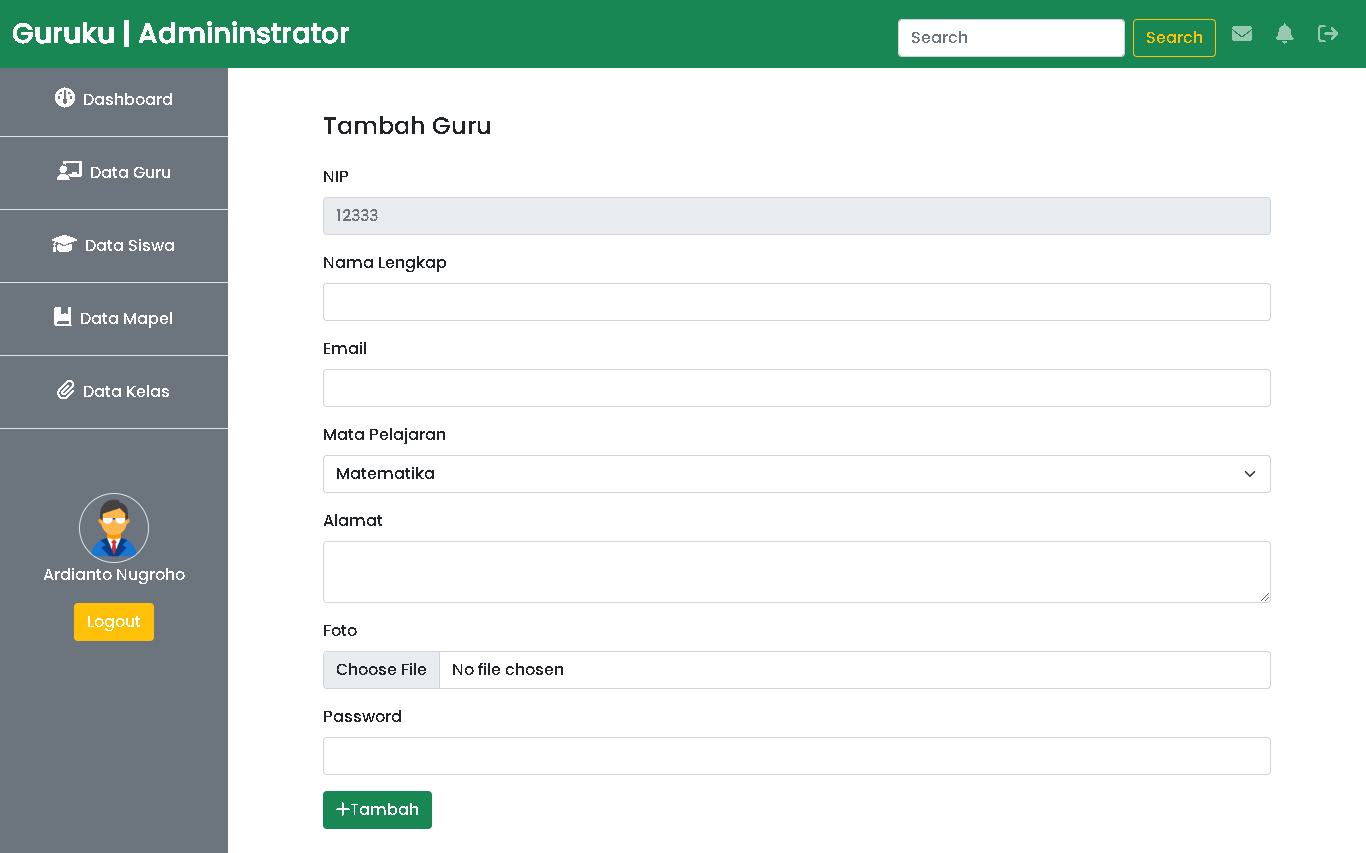 Guruku | Admininstrator
Search
Search
Dashboard
Data Guru
Data Siswa
Data Mapel
Data Kelas
Ardianto Nugroho
Logout
Tambah Guru
NIP
12333
Nama Lengkap
Email
Mata Pelajaran
Matematika
Alamat
Foto
Choose File No file chosen
Password
+Tambah